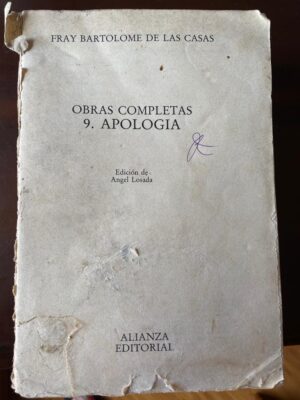 FRAY BARTOLOME DE LAS CASAS
OBRAS COMPLETAS
9. APOLOGIA
Edición de
Angel Losada
ALIANZA
EDITORIAL